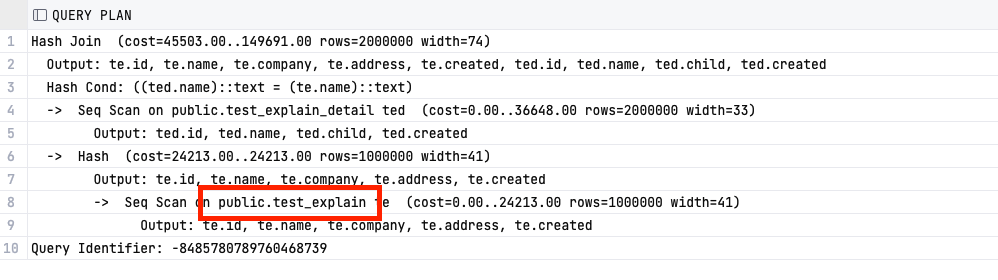 QUERY PLAN
1 Hash Join  (cost=45503.00..149691.00 rows=2000000 width=74)
2   Output: te.id, te.name, te.company, te.address, te.created, ted.id, ted.name, ted.child, ted.created
3   Hash Cond: ((ted.name)::text = (te.name)::text)
4   ->  Seq Scan on public.test_explain_detail ted  (cost=0.00..36648.00 rows=2000000 width=33)
5         Output: ted.id, ted.name, ted.child, ted.created
6   ->  Hash  (cost=24213.00..24213.00 rows=1000000 width=41)
7         Output: te.id, te.name, te.company, te.address, te.created
8         ->  Seq Scan on public.test_explain te  (cost=0.00..24213.00 rows=1000000 width=41)
9               Output: te.id, te.name, te.company, te.address, te.created
10 Query Identifier: -8485780789760468739